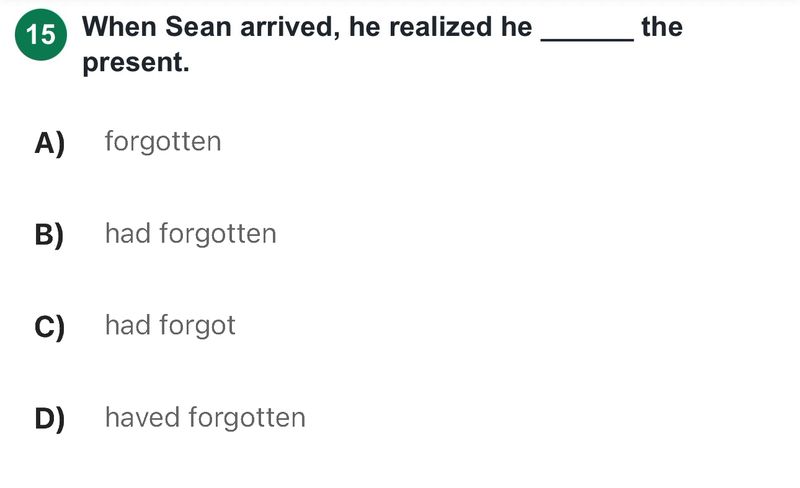 15 When Sean arrived, he realized he ______ the
present.
A) forgotten
B) had forgotten
C) had forgot
D) haved forgotten